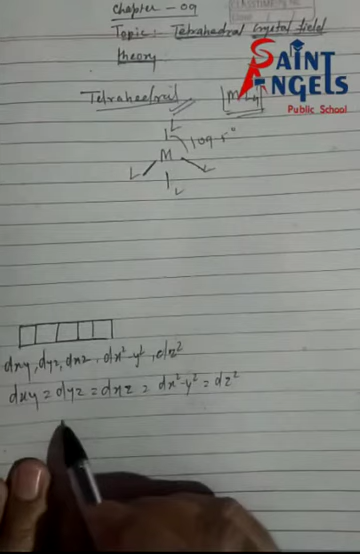 Chapter - 09
Topic: Tetrahedral Crystal field
theory
SAINT
ANGELS
Public School
Tetrahedral [ML4]
L
109.5°
M
L L
L
dxy, dyz, dxz, dx²-y², dz²
dxy = dyz = dxz = dx²-y² = dz²